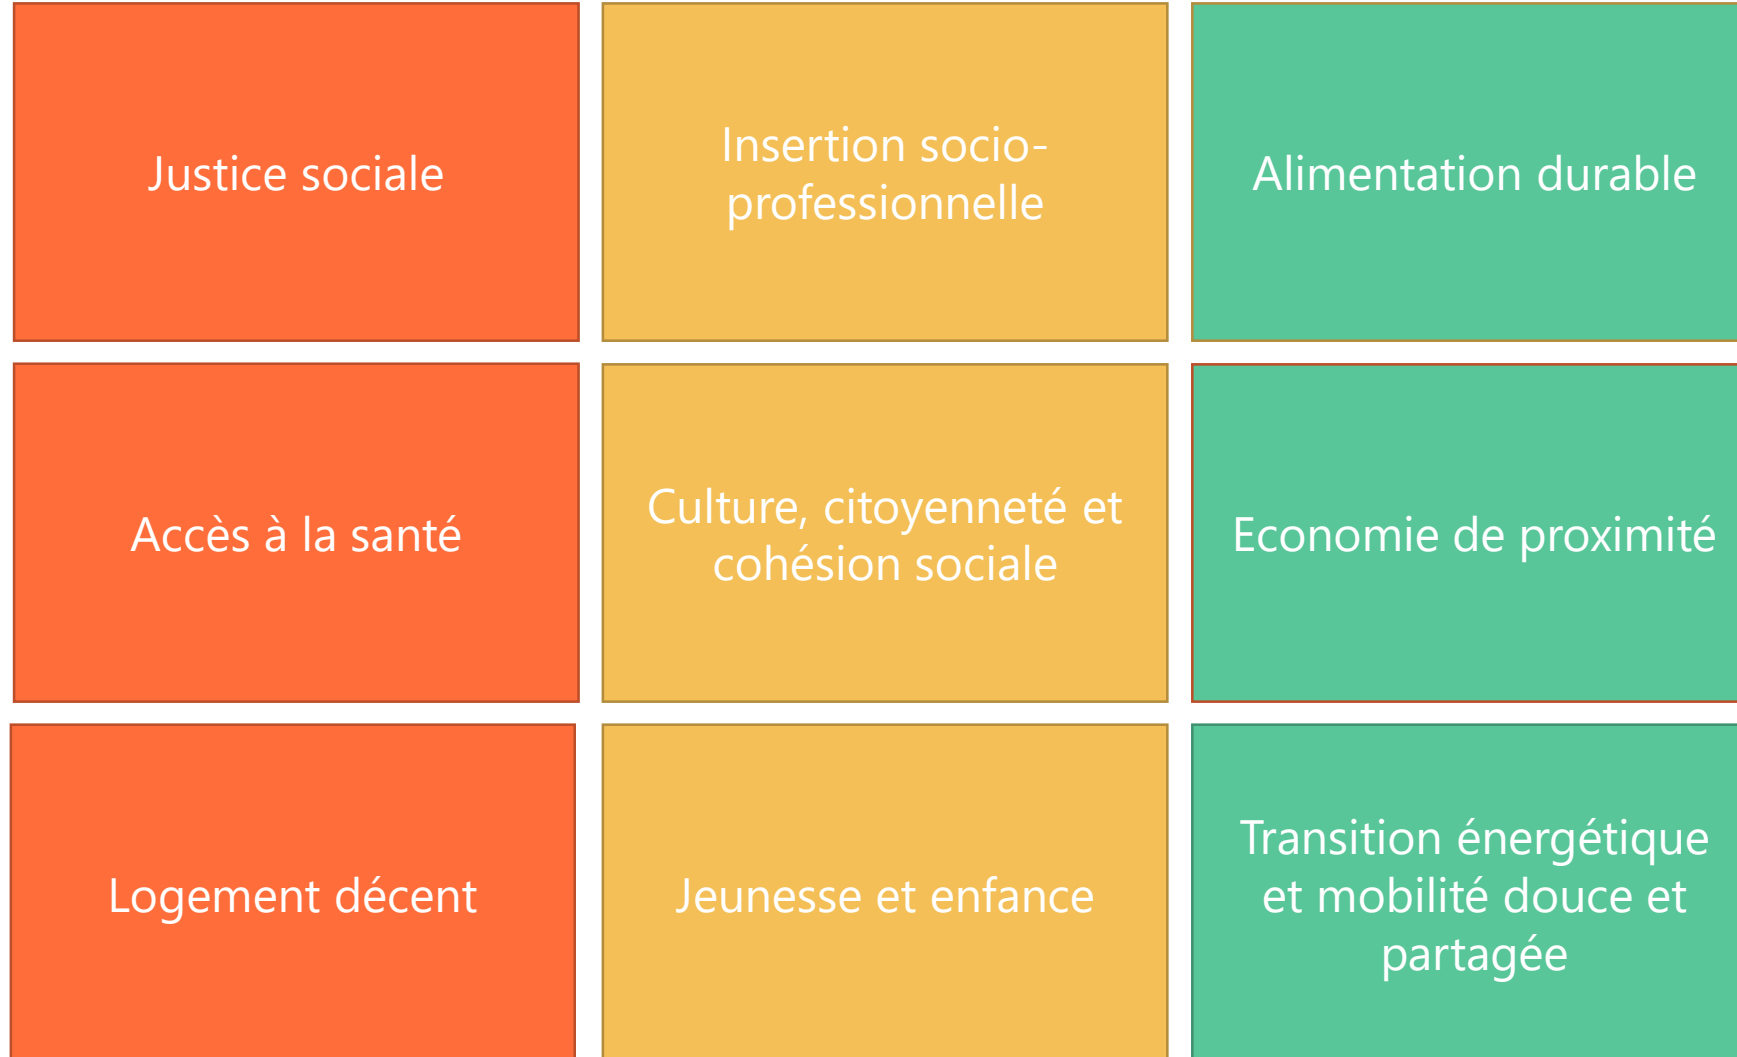 Justice sociale
Insertion socio-
professionnelle
Alimentation durable
Accès à la santé
Culture, citoyenneté et
cohésion sociale
Economie de proximité
Logement décent
Jeunesse et enfance
Transition énergétique
et mobilité douce et
partagée